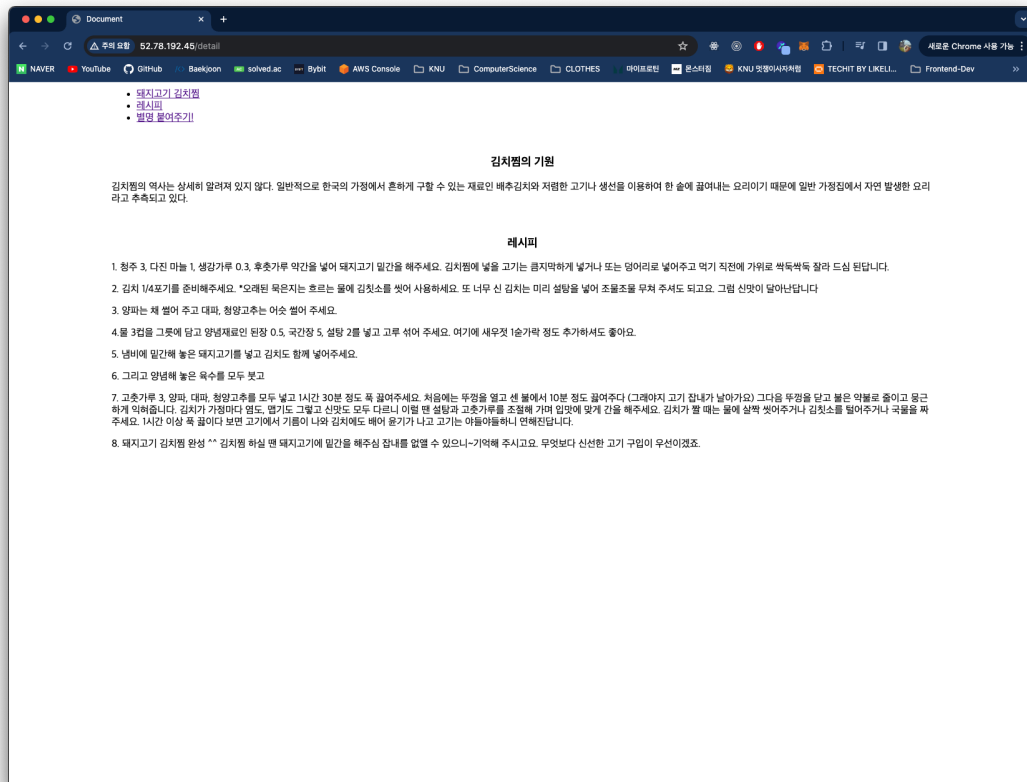 Document
주의 요함 52.78.192.45/detail
새로운 Chrome 사용 가능
NAVER YouTube GitHub Baekjoon solved.ac Bybit AWS Console KNU ComputerScience CLOTHES 마이프로틴 몬스터짐 KNU 멋쟁이사자처럼 TECHIT BY LIKELI... Frontend-Dev
돼지고기 김치찜
레시피
별명 붙여주기!
김치찜의 기원
김치찜의 역사는 상세히 알려져 있지 않다. 일반적으로 한국의 가정에서 흔하게 구할 수 있는 재료인 배추김치와 저렴한 고기나 생선을 이용하여 한 솥에 끓여내는 요리이기 때문에 일반 가정집에서 자연 발생한 요리
라고 추측되고 있다.
레시피
1. 청주 3, 다진 마늘 1, 생강가루 0.3, 후춧가루 약간을 넣어 돼지고기 밑간을 해주세요. 김치찜에 넣을 고기는 큼지막하게 넣거나 또는 덩어리로 넣어주고 먹기 직전에 가위로 싹둑싹둑 잘라 드심 된답니다.
2. 김치 1/4포기를 준비해주세요. *오래된 묵은지는 흐르는 물에 김칫소를 씻어 사용하세요. 또 너무 신 김치는 미리 설탕을 넣어 조물조물 무쳐 주셔도 되고요. 그럼 신맛이 달아난답니다
3. 양파는 채 썰어 주고 대파, 청양고추는 어슷 썰어 주세요.
4.물 3컵을 그릇에 담고 양념재료인 된장 0.5, 국간장 5, 설탕 2를 넣고 고루 섞어 주세요. 여기에 새우젓 1숟가락 정도 추가하셔도 좋아요.
5. 냄비에 밑간해 놓은 돼지고기를 넣고 김치도 함께 넣어주세요.
6. 그리고 양념해 놓은 육수를 모두 붓고
7. 고춧가루 3, 양파, 대파, 청양고추를 모두 넣고 1시간 30분 정도 푹 끓여주세요. 처음에는 뚜껑을 열고 센 불에서 10분 정도 끓여주다 (그래야지 고기 잡내가 날아가요) 그다음 뚜껑을 닫고 불은 약불로 줄이고 뭉근
하게 익혀줍니다. 김치가 가정마다 염도, 맵기도 그렇고 신맛도 모두 다르니 이럴 땐 설탕과 고춧가루를 조절해 가며 입맛에 맞게 간을 해주세요. 김치가 짤 때는 물에 살짝 씻어주거나 김칫소를 털어주거나 국물을 짜
주세요. 1시간 이상 푹 끓이다 보면 고기에서 기름이 나와 김치에도 배어 윤기가 나고 고기는 야들야들하니 연해진답니다.
8. 돼지고기 김치찜 완성 ^^ 김치찜 하실 땐 돼지고기에 밑간을 해주심 잡내를 없앨 수 있으니~기억해 주시고요. 무엇보다 신선한 고기 구입이 우선이겠죠.